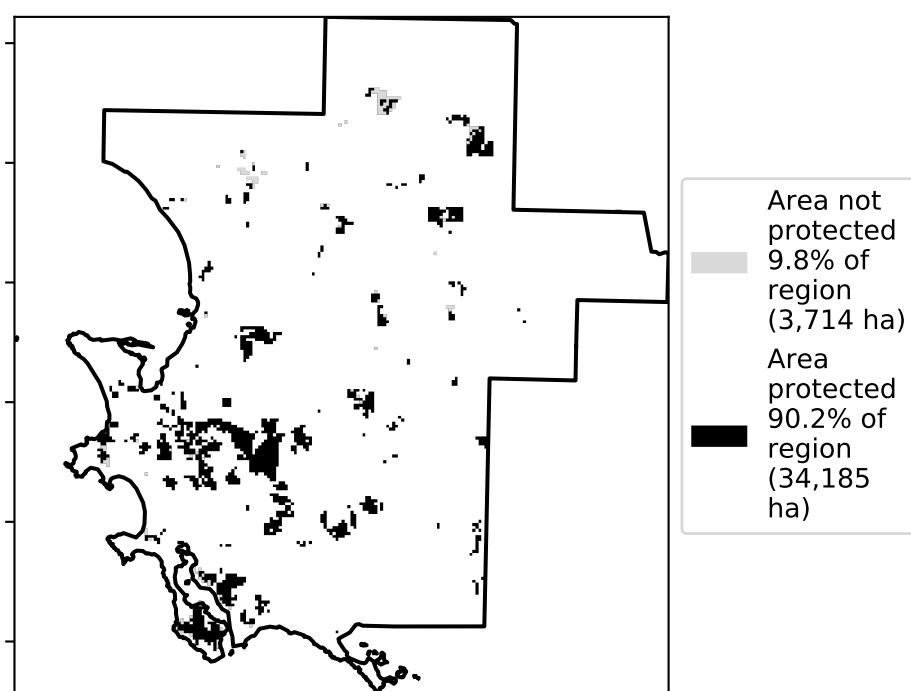 Area not
protected
9.8% of
region
(3,714 ha)
Area
protected
90.2% of
region
(34,185
ha)